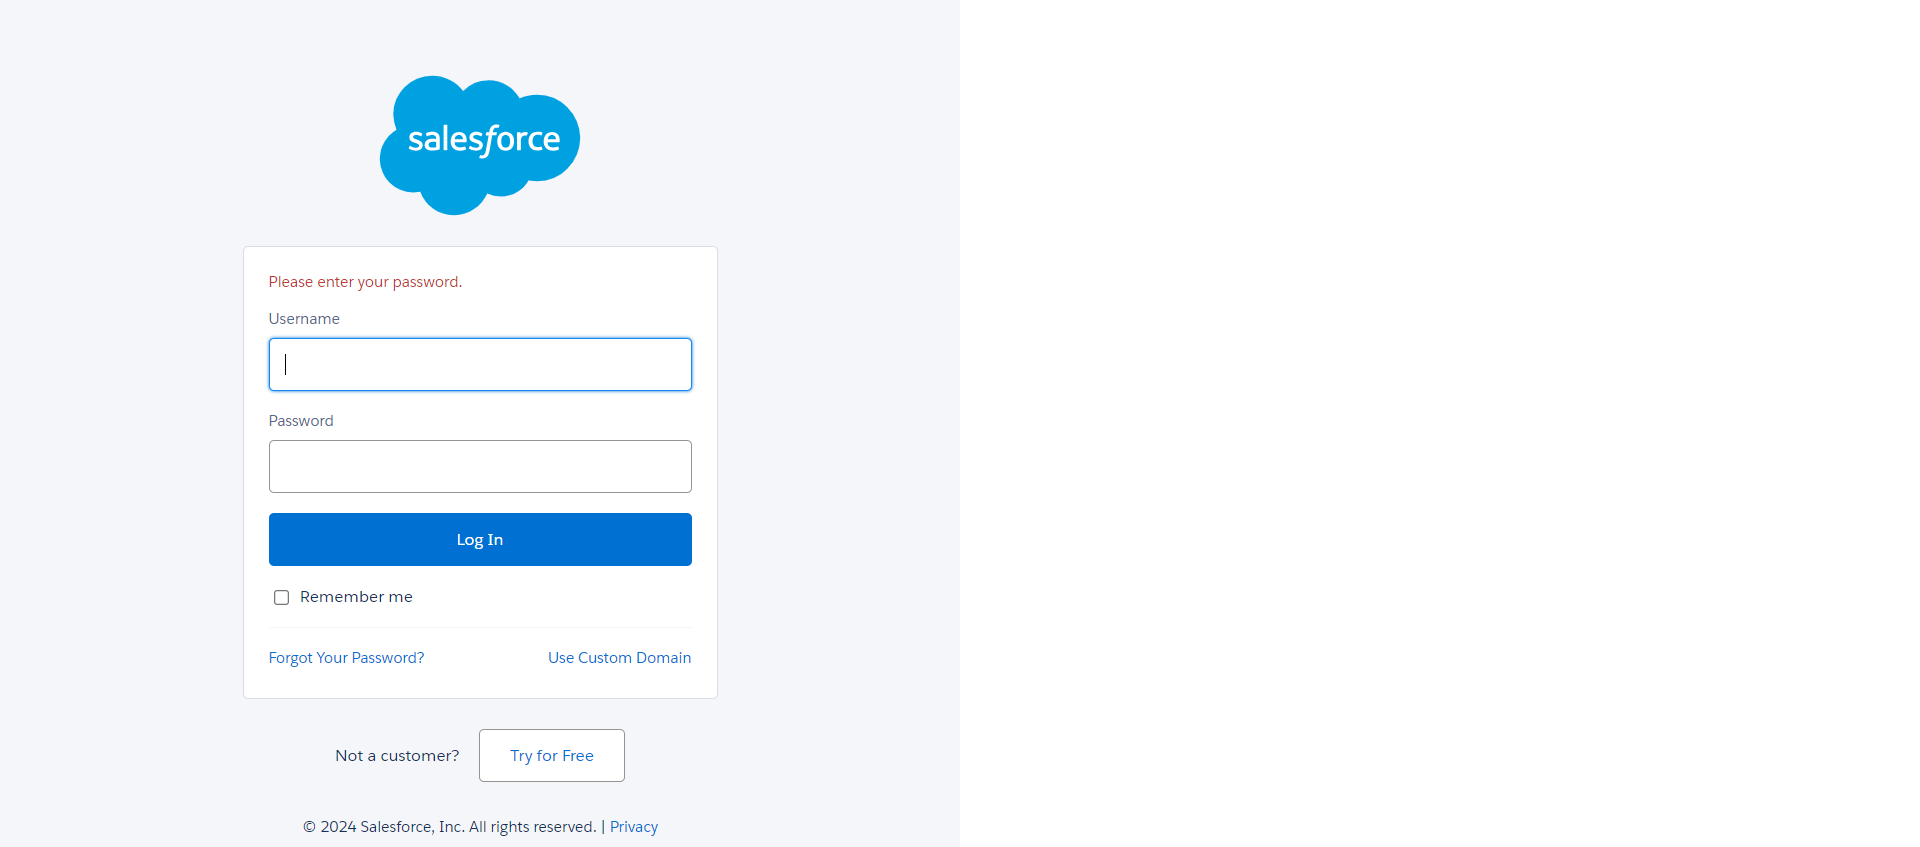 salesforce
Please enter your password.
Username
Password
Log In
Remember me
Forgot Your Password? Use Custom Domain
Not a customer? Try for Free
© 2024 Salesforce, Inc. All rights reserved. | Privacy